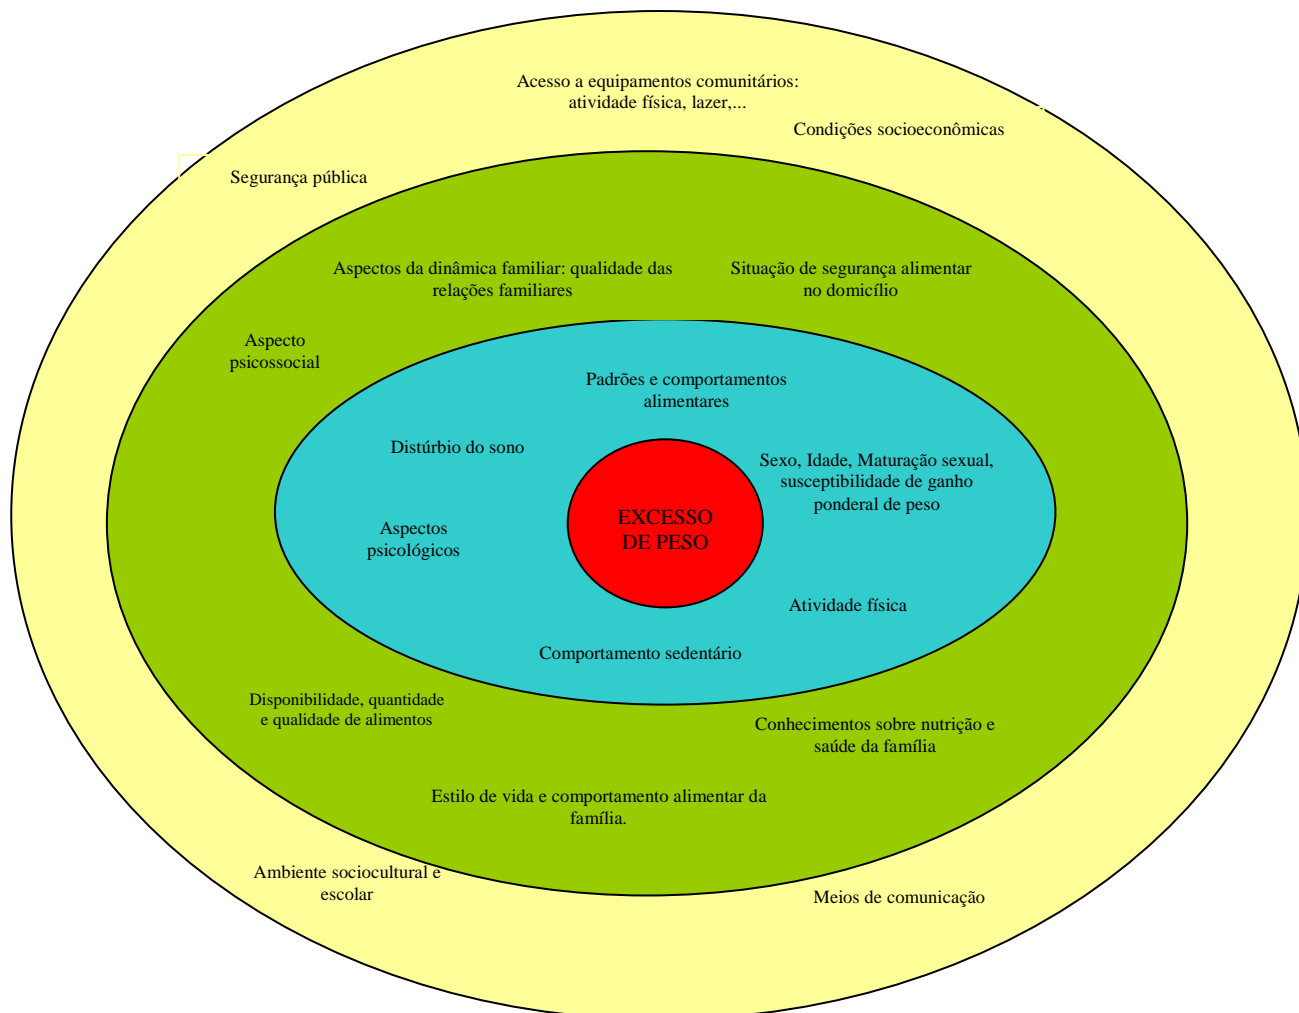 Acesso a equipamentos comunitários:
atividade física, lazer,...
Condições socioeconômicas
Segurança pública
Aspectos da dinâmica familiar: qualidade das
relações familiares
Situação de segurança alimentar
no domicílio
Aspecto
psicossocial
Padrões e comportamentos
alimentares
Distúrbio do sono
Sexo, Idade, Maturação sexual,
susceptibilidade de ganho
ponderal de peso
EXCESSO
DE PESO
Aspectos
psicológicos
Atividade física
Comportamento sedentário
Disponibilidade, quantidade
e qualidade de alimentos
Conhecimentos sobre nutrição e
saúde da família
Estilo de vida e comportamento alimentar da
família.
Ambiente sociocultural e
escolar
Meios de comunicação